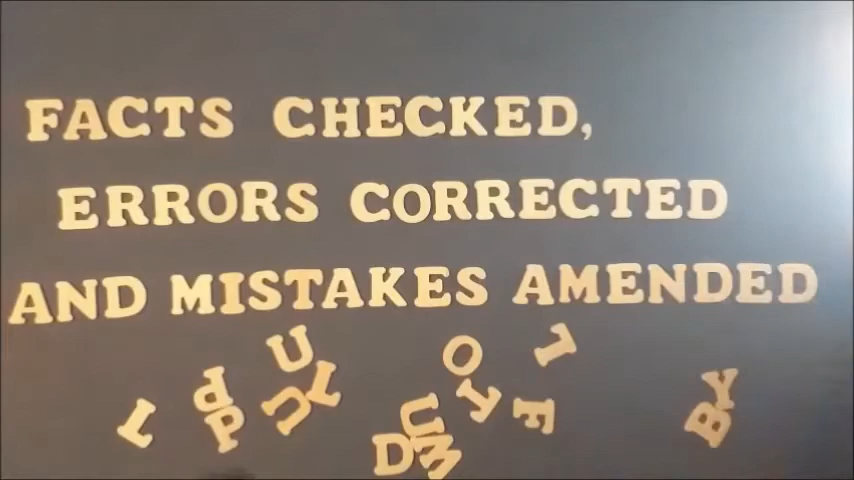 FACTS CHECKED,
ERRORS CORRECTED
AND MISTAKES AMENDED